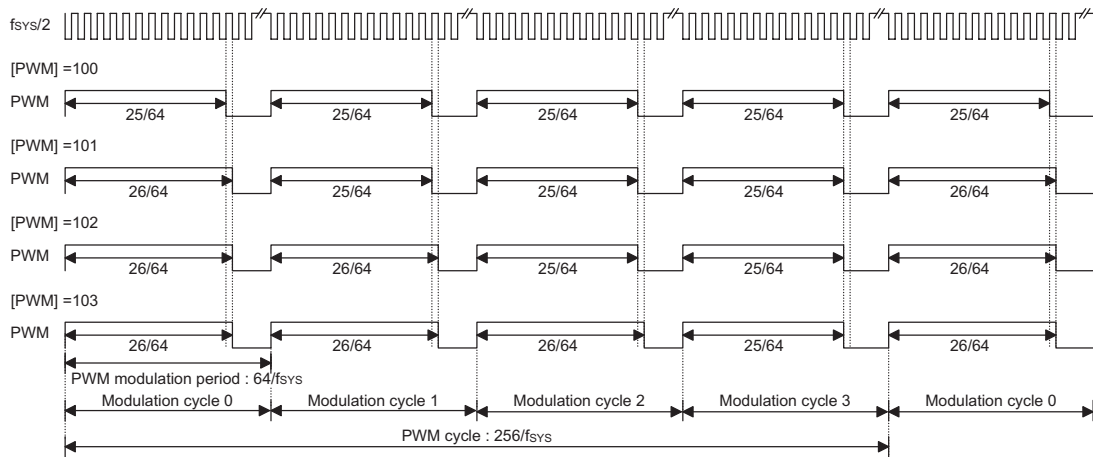 fSYS/2
[PWM] =100
PWM
25/64 25/64 25/64 25/64 25/64
[PWM] =101
PWM
26/64 25/64 25/64 25/64 26/64
[PWM] =102
PWM
26/64 26/64 25/64 25/64 26/64
[PWM] =103
PWM
26/64 26/64 26/64 25/64 26/64
PWM modulation period : 64/fSYS
Modulation cycle 0 Modulation cycle 1 Modulation cycle 2 Modulation cycle 3 Modulation cycle 0
PWM cycle : 256/fSYS